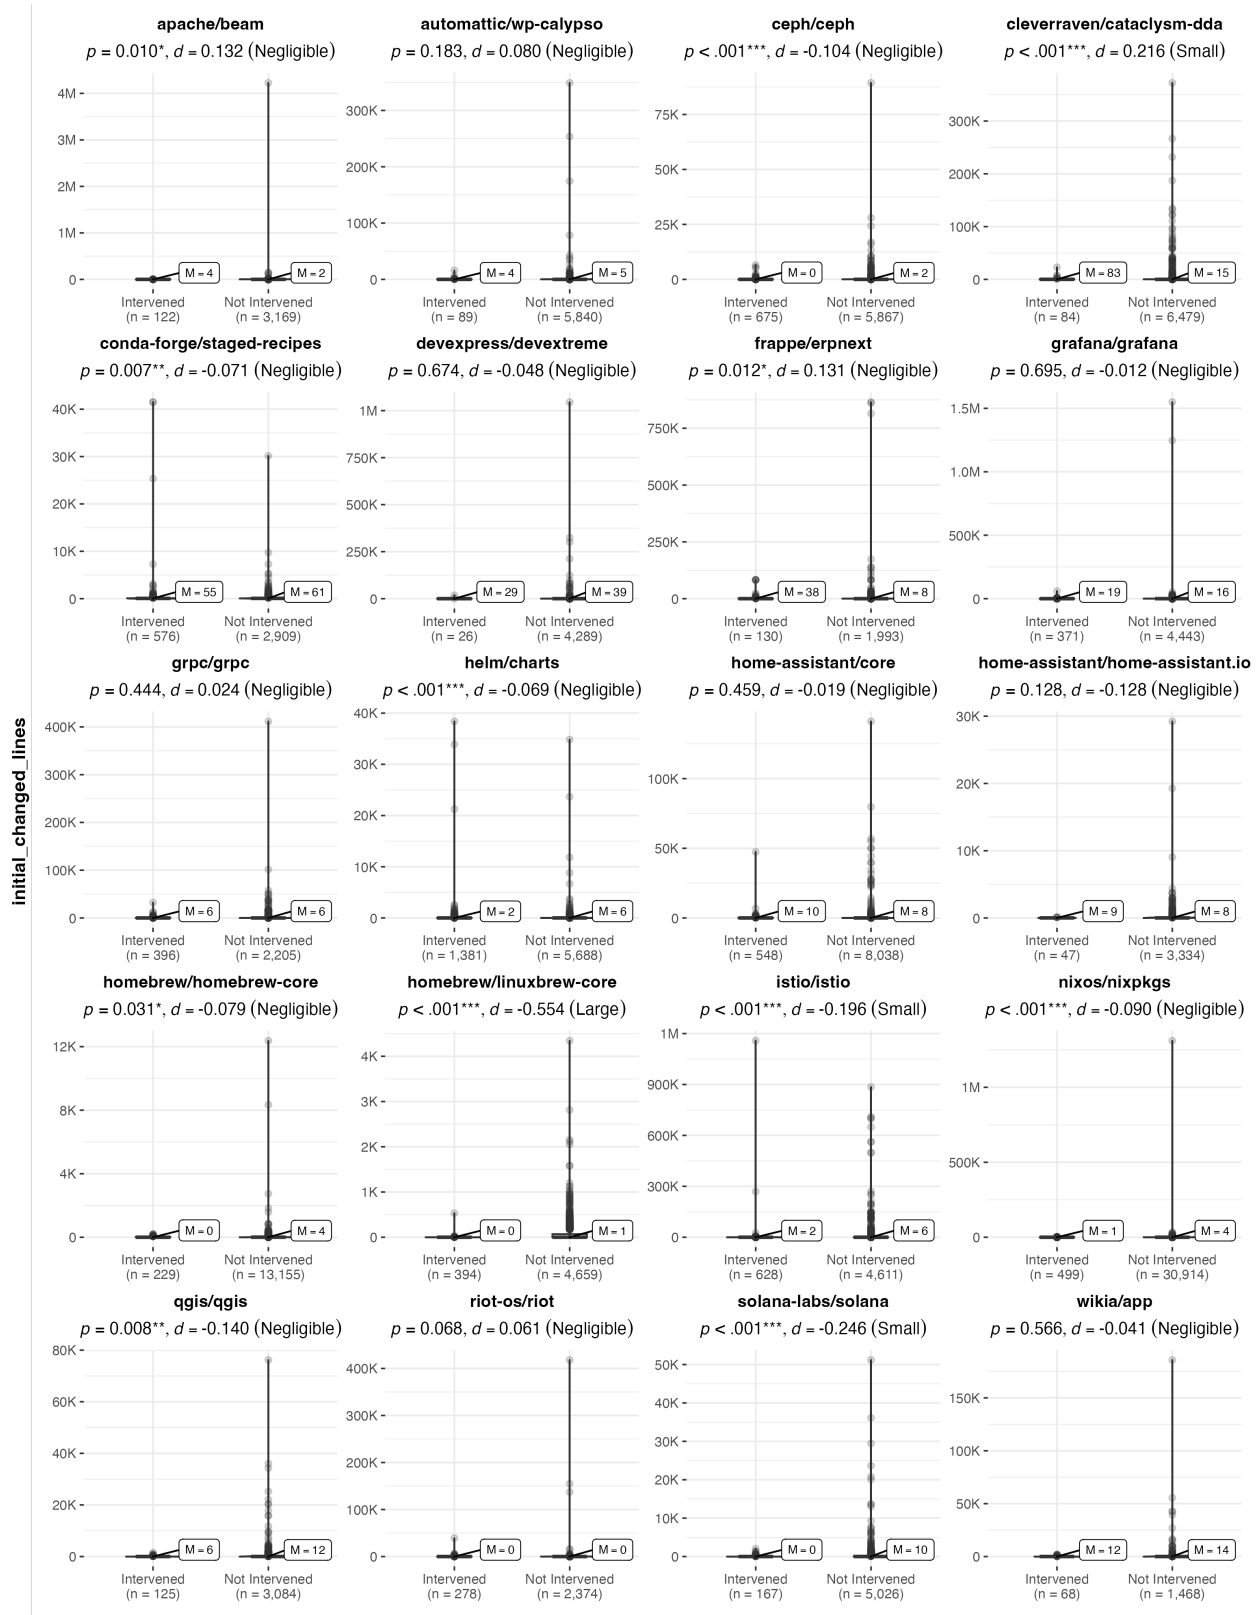 initial_changed_lines
apache/beam
p = 0.010*, d = 0.132 (Negligible)
4M
3M
2M
1M
0
M = 4
M = 2
Intervened
(n = 122)
Not Intervened
(n = 3,169)
automattic/wp-calypso
p = 0.183, d = 0.080 (Negligible)
300K
200K
100K
0
M = 4
M = 5
Intervened
(n = 89)
Not Intervened
(n = 5,840)
ceph/ceph
p < .001***, d = -0.104 (Negligible)
75K
50K
25K
0
M = 0
M = 2
Intervened
(n = 675)
Not Intervened
(n = 5,867)
cleverraven/cataclysm-dda
p < .001***, d = 0.216 (Small)
300K
200K
100K
0
M = 83
M = 15
Intervened
(n = 84)
Not Intervened
(n = 6,479)
conda-forge/staged-recipes
p = 0.007**, d = -0.071 (Negligible)
40K
30K
20K
10K
0
M = 55
M = 61
Intervened
(n = 576)
Not Intervened
(n = 2,909)
devexpress/devextreme
p = 0.674, d = -0.048 (Negligible)
1M
750K
500K
250K
0
M = 29
M = 39
Intervened
(n = 26)
Not Intervened
(n = 4,289)
frappe/erpnext
p = 0.012*, d = 0.131 (Negligible)
750K
500K
250K
0
M = 38
M = 8
Intervened
(n = 130)
Not Intervened
(n = 1,993)
grafana/grafana
p = 0.695, d = -0.012 (Negligible)
1.5M
1.0M
500K
0
M = 19
M = 16
Intervened
(n = 371)
Not Intervened
(n = 4,443)
grpc/grpc
p = 0.444, d = 0.024 (Negligible)
400K
300K
200K
100K
0
M = 6
M = 6
Intervened
(n = 396)
Not Intervened
(n = 2,205)
helm/charts
p < .001***, d = -0.069 (Negligible)
40K
30K
20K
10K
0
M = 2
M = 6
Intervened
(n = 1,381)
Not Intervened
(n = 5,688)
home-assistant/core
p = 0.459, d = -0.019 (Negligible)
100K
50K
0
M = 10
M = 8
Intervened
(n = 548)
Not Intervened
(n = 8,038)
home-assistant/home-assistant.io
p = 0.128, d = -0.128 (Negligible)
30K
20K
10K
0
M = 9
M = 8
Intervened
(n = 47)
Not Intervened
(n = 3,334)
homebrew/homebrew-core
p = 0.031*, d = -0.079 (Negligible)
12K
8K
4K
0
M = 0
M = 4
Intervened
(n = 229)
Not Intervened
(n = 13,155)
homebrew/linuxbrew-core
p < .001***, d = -0.554 (Large)
4K
3K
2K
1K
0
M = 0
M = 1
Intervened
(n = 394)
Not Intervened
(n = 4,659)
istio/istio
p < .001***, d = -0.196 (Small)
1M
900K
600K
300K
0
M = 2
M = 6
Intervened
(n = 628)
Not Intervened
(n = 4,611)
nixos/nixpkgs
p < .001***, d = -0.090 (Negligible)
1M
500K
0
M = 1
M = 4
Intervened
(n = 499)
Not Intervened
(n = 30,914)
qgis/qgis
p = 0.008**, d = -0.140 (Negligible)
80K
60K
40K
20K
0
M = 6
M = 12
Intervened
(n = 125)
Not Intervened
(n = 3,084)
riot-os/riot
p = 0.068, d = 0.061 (Negligible)
400K
300K
200K
100K
0
M = 0
M = 0
Intervened
(n = 278)
Not Intervened
(n = 2,374)
solana-labs/solana
p < .001***, d = -0.246 (Small)
50K
40K
30K
20K
10K
0
M = 0
M = 10
Intervened
(n = 167)
Not Intervened
(n = 5,026)
wikia/app
p = 0.566, d = -0.041 (Negligible)
150K
100K
50K
0
M = 12
M = 14
Intervened
(n = 68)
Not Intervened
(n = 1,468)